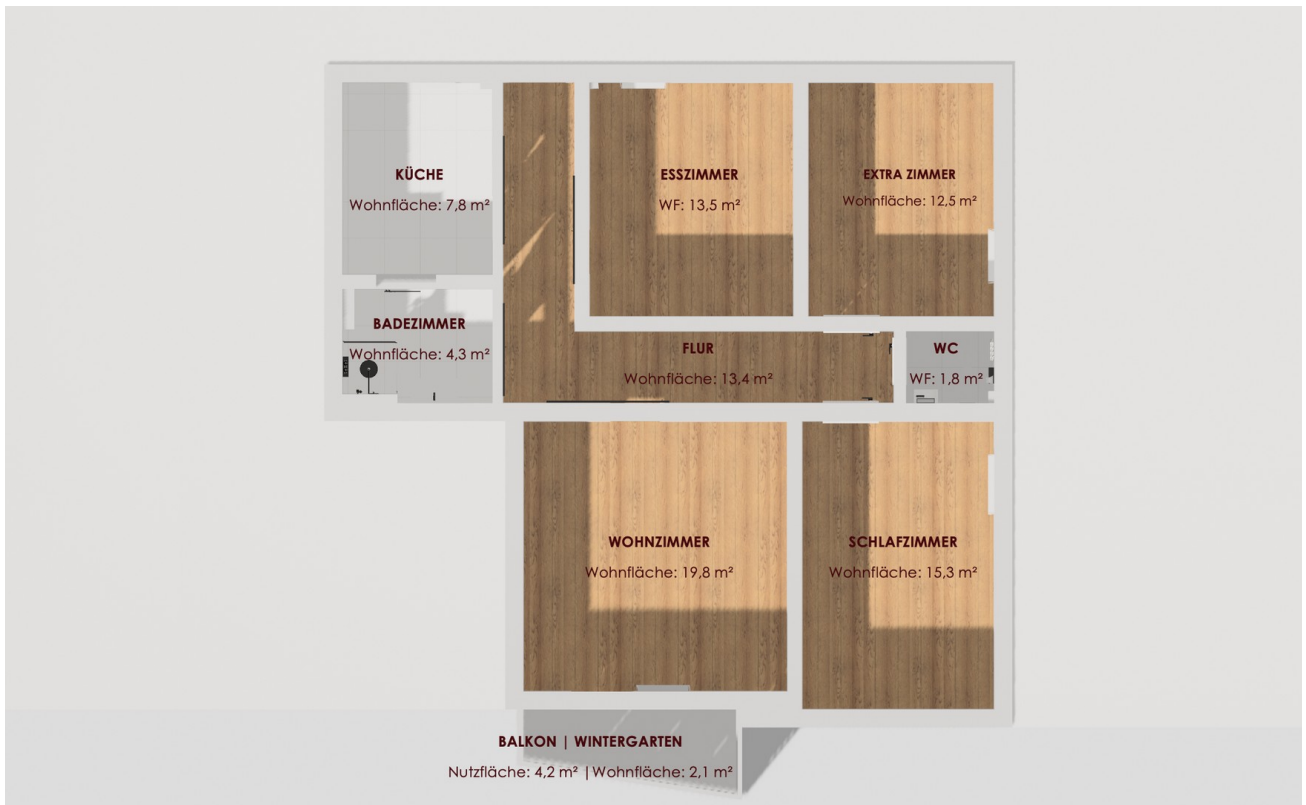 KÜCHE
Wohnfläche: 7,8 m²
ESSZIMMER
WF: 13,5 m²
EXTRA ZIMMER
Wohnfläche: 12,5 m²
BADEZIMMER
Wohnfläche: 4,3 m²
FLUR
Wohnfläche: 13,4 m²
WC
WF: 1,8 m²
WOHNZIMMER
Wohnfläche: 19,8 m²
SCHLAFZIMMER
Wohnfläche: 15,3 m²
BALKON | WINTERGARTEN
Nutzfläche: 4,2 m² | Wohnfläche: 2,1 m²